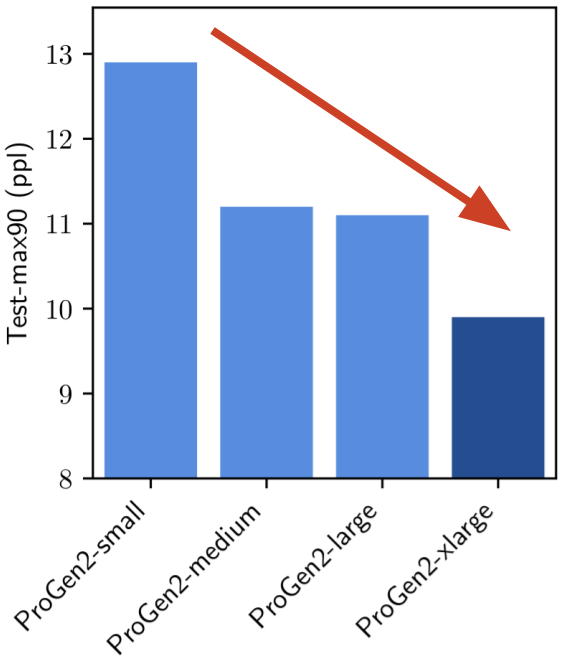 Test-max90 (ppl)
13
12
11
10
9
8
ProGen2-small
ProGen2-medium
ProGen2-large
ProGen2-xlarge